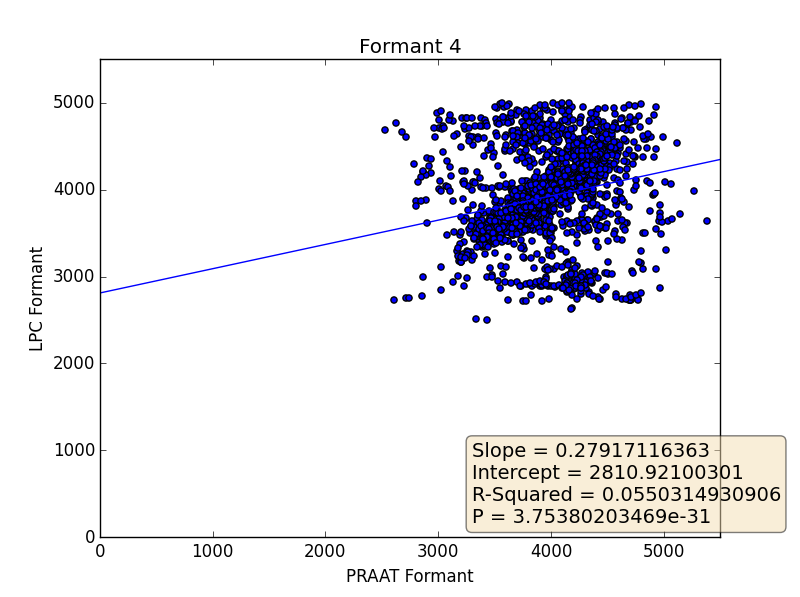 Formant 4
5000
4000
3000
2000
1000
0
LPC Formant
Slope = 0.27917116363
Intercept = 2810.92100301
R-Squared = 0.0550314930906
P = 3.75380203469e-31
0 1000 2000 3000 4000 5000
PRAAT Formant